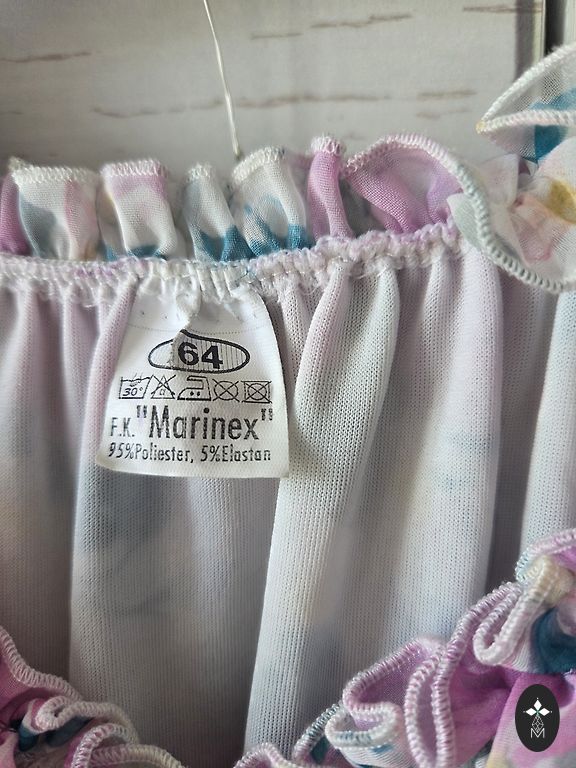 64
30°
F.K. "Marinex"
95%Poliester, 5%Elastan
M